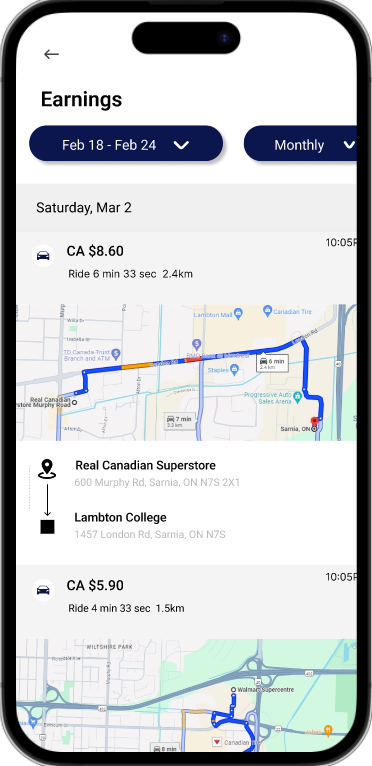 Earnings
Feb 18 - Feb 24
Monthly
Saturday, Mar 2
10:05P
CA $8.60
Ride 6 min 33 sec 2.4km
Lambton Mall
Canadian Tire
TD Canada Trust
Branch and ATM
Staples
6 min
2.4 km
Progressive Auto
Sales Arena
Real Canadian
store Murphy Road
7 min
3.3 km
Sarnia, ON
Real Canadian Superstore
600 Murphy Rd, Sarnia, ON N7S 2X1
Lambton College
1457 London Rd, Sarnia, ON N7S
10:05P
CA $5.90
Ride 4 min 33 sec 1.5km
WILTSHIRE PARK
402
Walmart Supercentre
Canadian
8 min